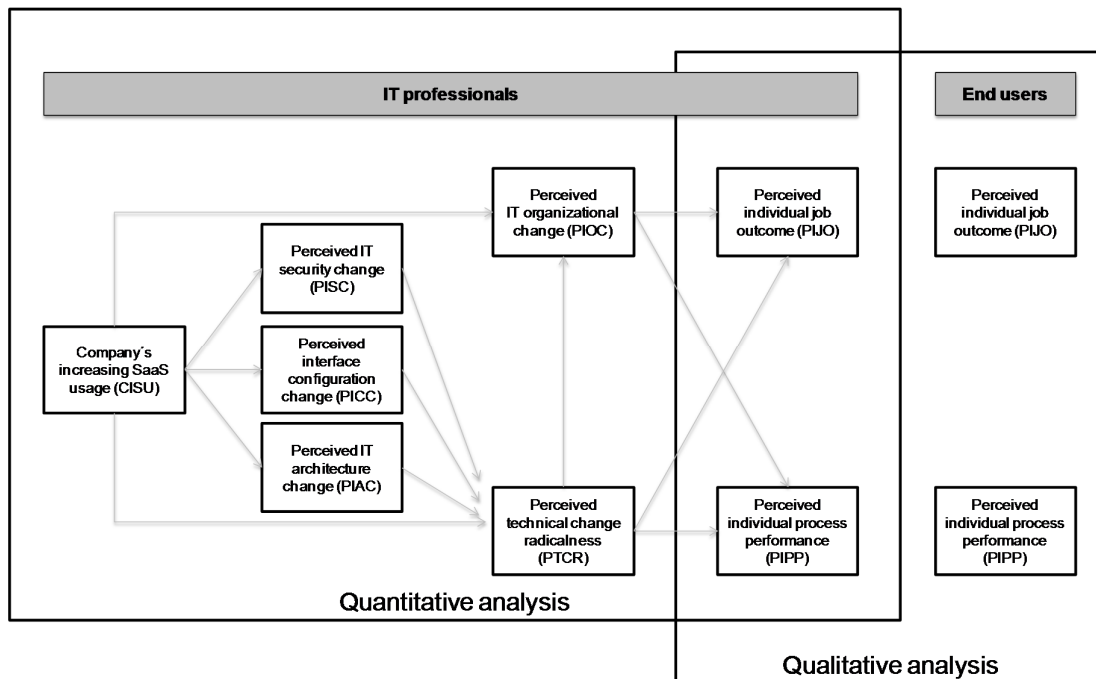 IT professionals
End users
Perceived
IT organizational
change (PIOC)
Perceived
individual job
outcome (PIJO)
Perceived
individual job
outcome (PIJO)
Perceived IT
security change
(PISC)
Company´s
increasing SaaS
usage (CISU)
Perceived
interface
configuration
change (PICC)
Perceived IT
architecture
change (PIAC)
Perceived
technical change
radicalness
(PTCR)
Perceived
individual process
performance
(PIPP)
Perceived
individual process
performance
(PIPP)
Quantitative analysis
Qualitative analysis